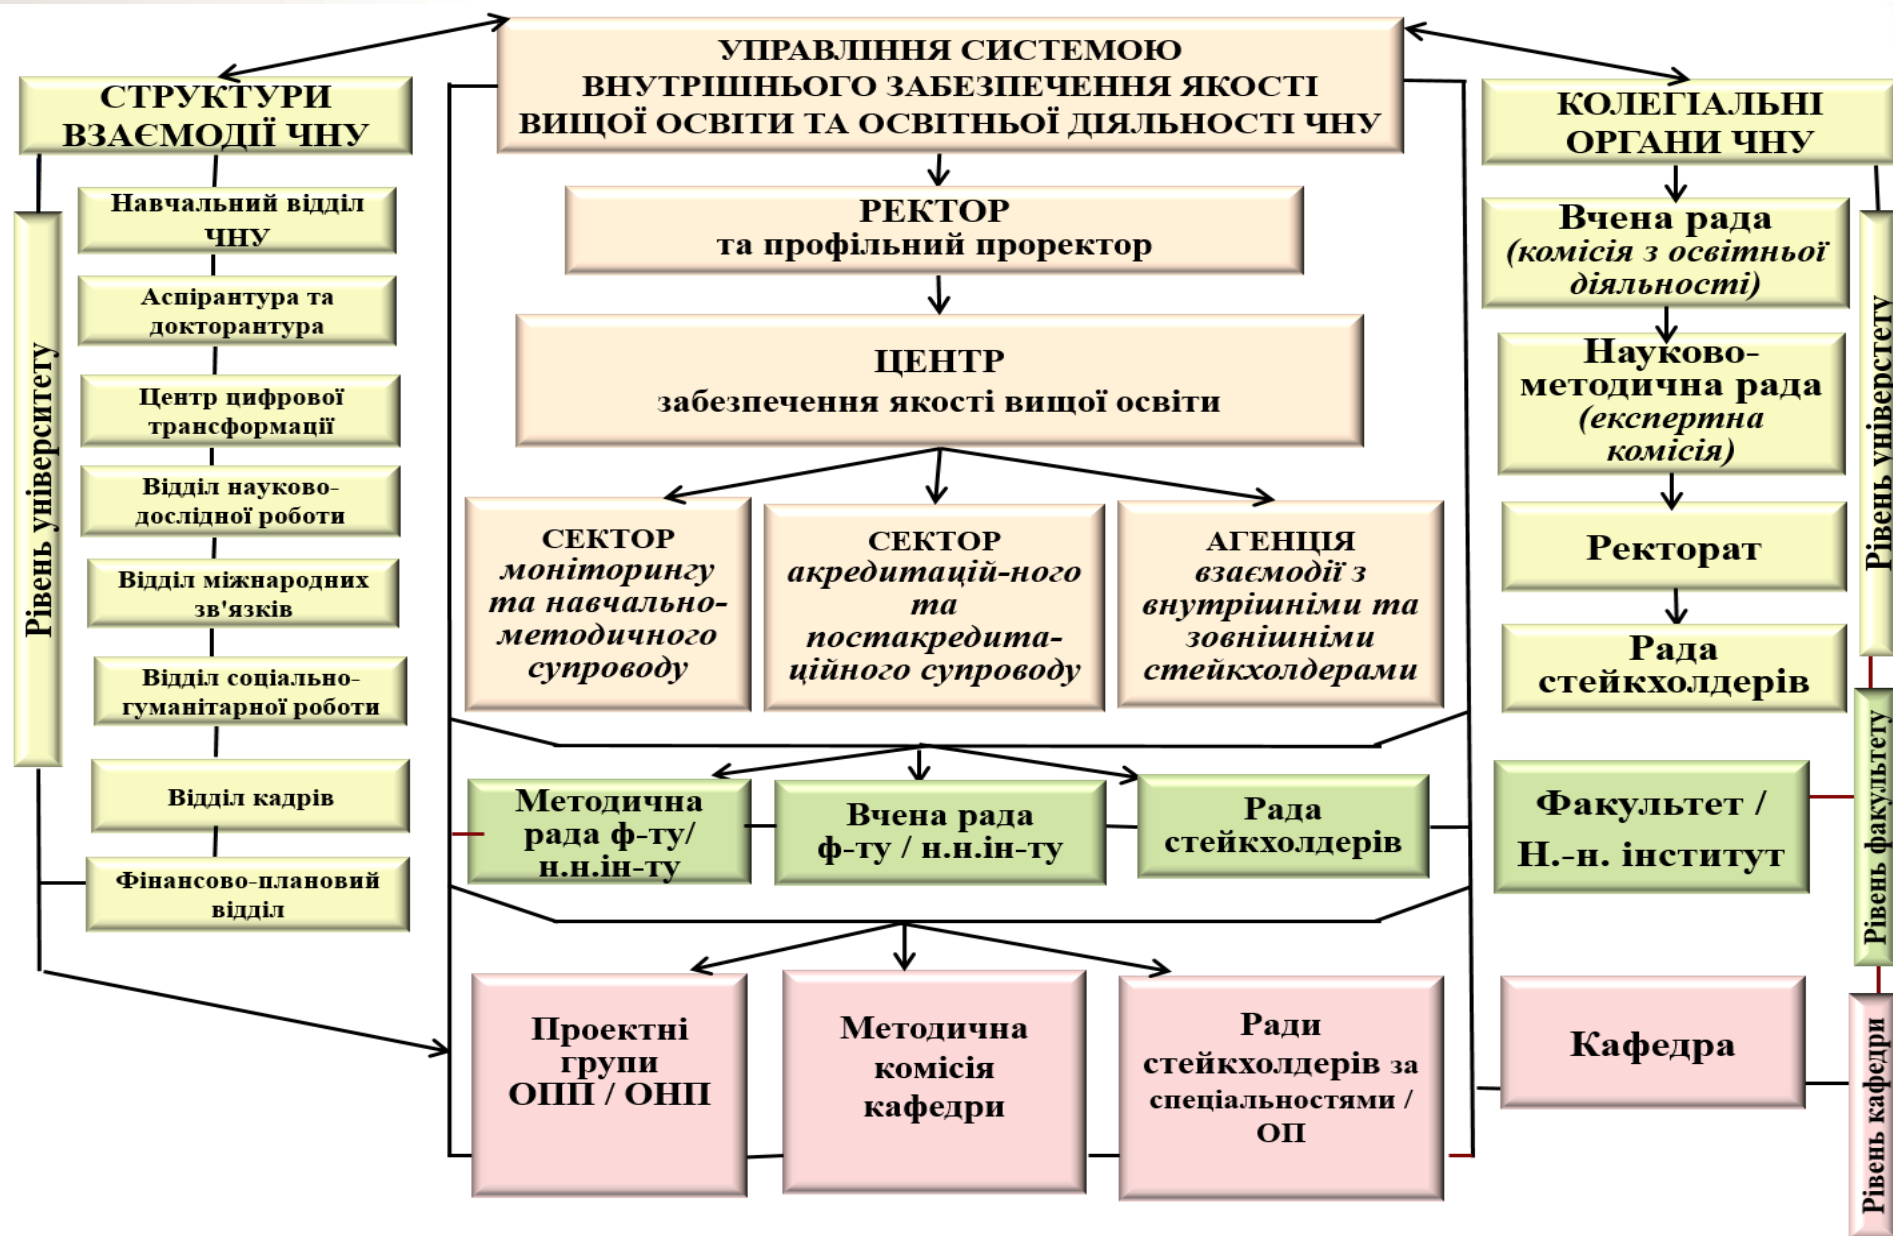 УПРАВЛІННЯ СИСТЕМОЮ
ВНУТРІШНЬОГО ЗАБЕЗПЕЧЕННЯ ЯКОСТІ
ВИЩОЇ ОСВІТИ ТА ОСВІТНЬОЇ ДІЯЛЬНОСТІ ЧНУ
СТРУКТУРИ
ВЗАЄМОДІЇ ЧНУ
Рівень університету
Навчальний відділ
ЧНУ
Аспірантура та
докторантура
Центр цифрової
трансформації
Відділ науково-
дослідної роботи
Відділ міжнародних
зв'язків
Відділ соціально-
гуманітарної роботи
Відділ кадрів
Фінансово-плановий
відділ
РЕКТОР
та профільний проректор
ЦЕНТР
забезпечення якості вищої освіти
СЕКТОР
моніторингу
та навчально-
методичного
супроводу
СЕКТОР
акредитацій-ного
та
постакредита-
ційного супроводу
АГЕНЦІЯ
взаємодії з
внутрішніми та
зовнішніми
стейкхолдерами
Методична
рада ф-ту/
н.н.ін-ту
Вчена рада
ф-ту / н.н.ін-ту
Рада
стейкхолдерів
Проектні
групи
ОПП / ОНП
Методична
комісія
кафедри
Ради
стейкхолдерів за
спеціальностями /
ОП
КОЛЕГІАЛЬНІ
ОРГАНИ ЧНУ
Вчена рада
(комісія з освітньої
діяльності)
Науково-
методична рада
(експертна
комісія)
Ректорат
Рада
стейкхолдерів
Факультет /
Н.-н. інститут
Кафедра
Рівень універстету
Рівень факультету
Рівень кафедри